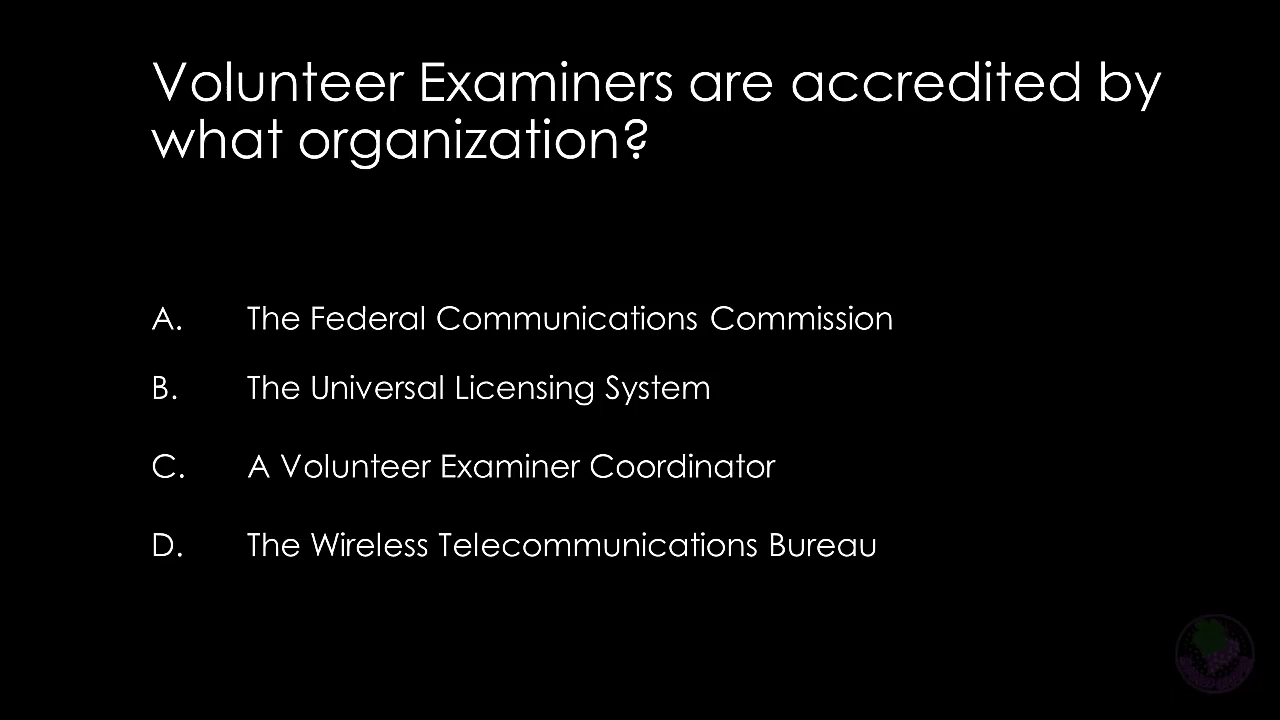 Volunteer Examiners are accredited by
what organization?
A. The Federal Communications Commission
B. The Universal Licensing System
C. A Volunteer Examiner Coordinator
D. The Wireless Telecommunications Bureau